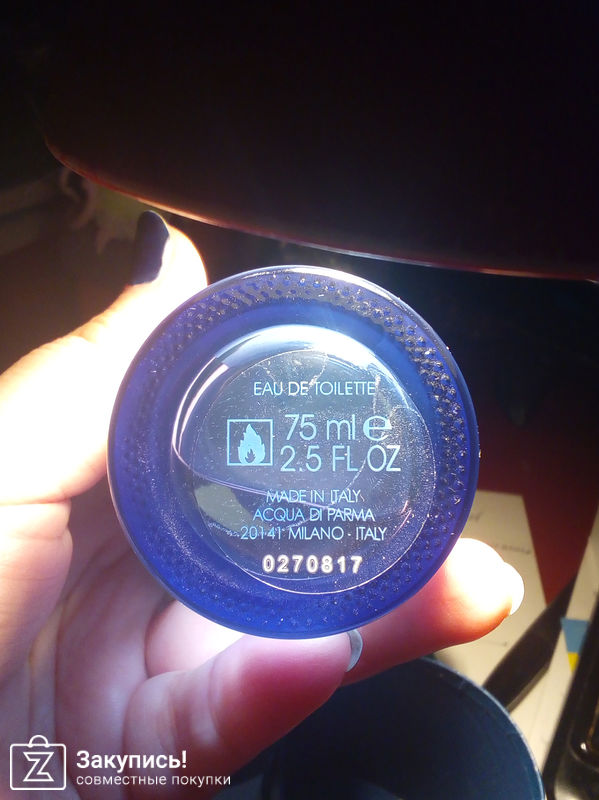 EAU DE TOILETTE
75 ml ℮
2.5 FL.OZ
MADE IN ITALY
ACQUA DI PARMA
20141 MILANO - ITALY
0270817
Закупись!
совместные покупки